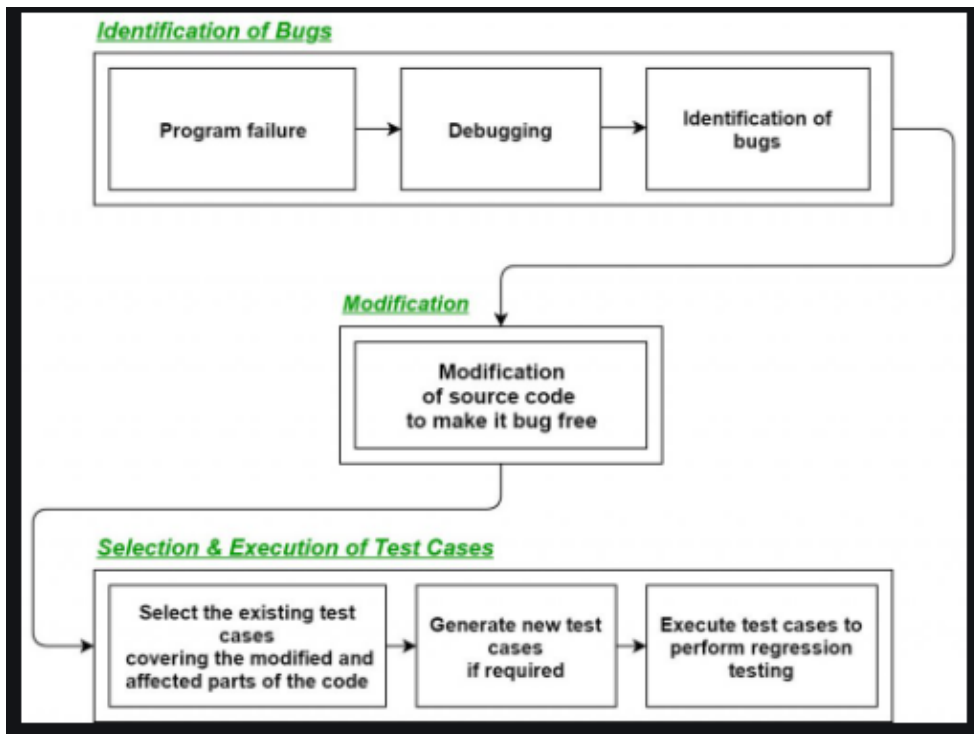 Identification of Bugs
Program failure
Debugging
Identification of
bugs
Modification
Modification
of source code
to make it bug free
Selection & Execution of Test Cases
Select the existing test
cases
covering the modified and
affected parts of the code
Generate new test
cases
if required
Execute test cases to
perform regression
testing